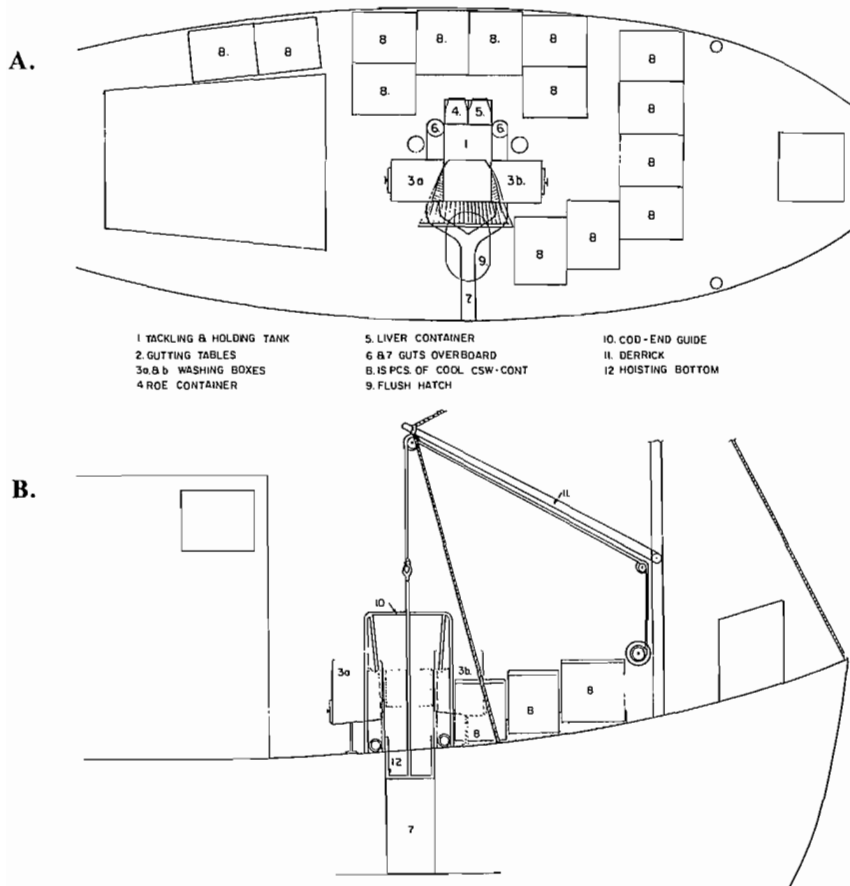 A.
8.
8
8
8.
8.
8
8
8.
8
8
4.
5.
6.
6
1
8
3a
3b.
8
8
8
8
9.
7
1 TACKLING & HOLDING TANK
2. GUTTING TABLES
3a.& b WASHING BOXES
4 ROE CONTAINER
5. LIVER CONTAINER
6 & 7 GUTS OVERBOARD
8. 15 PCS. OF COOL CSW-CONT
9. FLUSH HATCH
10. COD-END GUIDE
11. DERRICK
12 HOISTING BOTTOM
B.
11.
10
3a
3b.
8
8
8
12
7